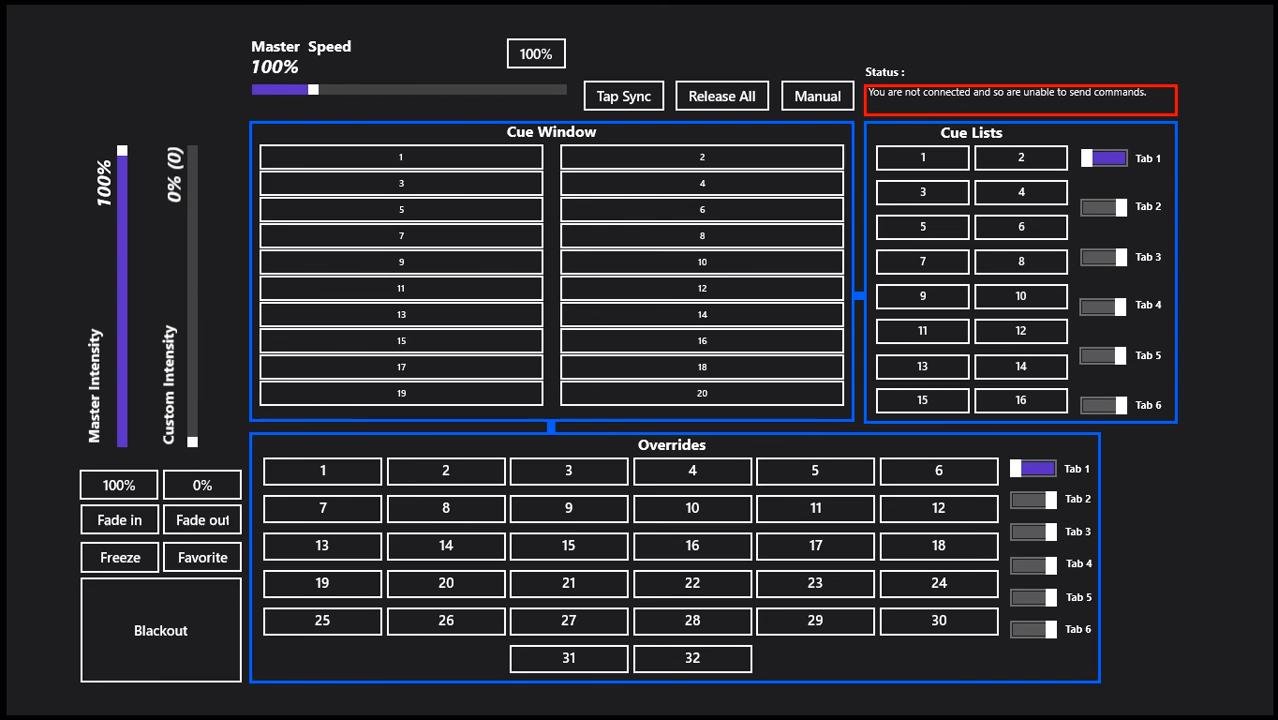 Master Speed
100%
100%
Tap Sync
Release All
Manual
Status :
You are not connected and so are unable to send commands.
100%
Master Intensity
0% (0)
Custom Intensity
Cue Window
1
2
3
4
5
6
7
8
9
10
11
12
13
14
15
16
17
18
19
20
Cue Lists
1
2
3
4
5
6
7
8
9
10
11
12
13
14
15
16
Tab 1
Tab 2
Tab 3
Tab 4
Tab 5
Tab 6
100%
0%
Fade in
Fade out
Freeze
Favorite
Blackout
Overrides
1
2
3
4
5
6
7
8
9
10
11
12
13
14
15
16
17
18
19
20
21
22
23
24
25
26
27
28
29
30
31
32
Tab 1
Tab 2
Tab 3
Tab 4
Tab 5
Tab 6